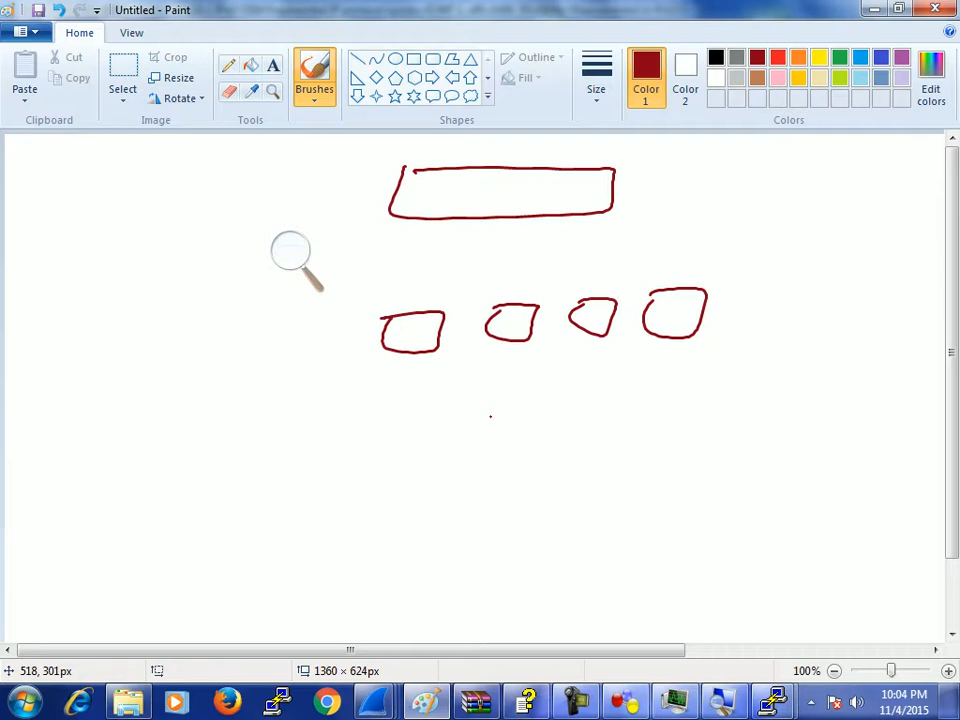 Untitled - Paint
Home
View
Paste
Cut
Copy
Clipboard
Select
Crop
Resize
Rotate
Image
A
Tools
Brushes
Outline
Fill
Shapes
Size
Color
1
Color
2
Edit
colors
Colors
518, 301px
1360 × 624px
100%
10:04 PM
11/4/2015